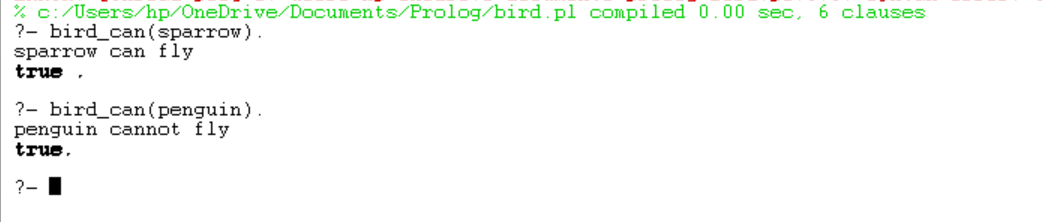 % c:/Users/hp/OneDrive/Documents/Prolog/bird.pl compiled 0.00 sec, 6 clauses
?- bird_can(sparrow).
sparrow can fly
true .
?- bird_can(penguin).
penguin cannot fly
true.
?-